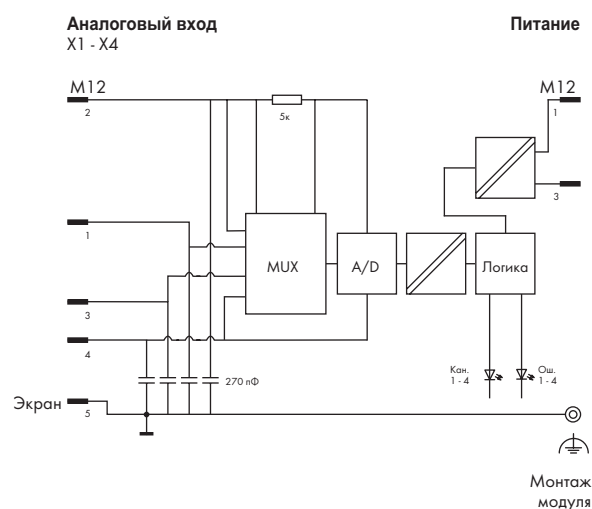 Аналоговый вход
X1 - X4
Питание
M12
2
5к
M12
1
3
1
MUX
A/D
Логика
3
4
270 пФ
Кан.
1 - 4
Ош.
1 - 4
Экран
5
Монтаж
модуля